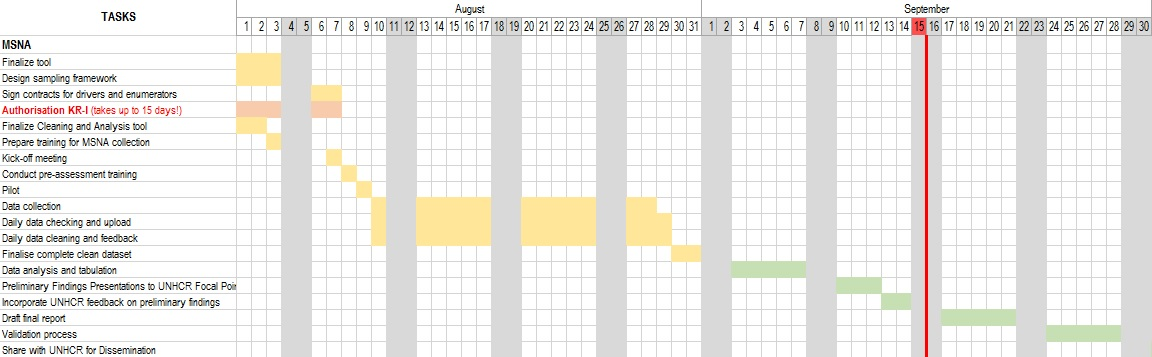 TASKS
August
September
1 2 3 4 5 6 7 8 9 10 11 12 13 14 15 16 17 18 19 20 21 22 23 24 25 26 27 28 29 30 31 1 2 3 4 5 6 7 8 9 10 11 12 13 14 15 16 17 18 19 20 21 22 23 24 25 26 27 28 29 30
MSNA
Finalize tool
Design sampling framework
Sign contracts for drivers and enumerators
Authorisation KR-I (takes up to 15 days!)
Finalize Cleaning and Analysis tool
Prepare training for MSNA collection
Kick-off meeting
Conduct pre-assessment training
Pilot
Data collection
Daily data checking and upload
Daily data cleaning and feedback
Finalise complete clean dataset
Data analysis and tabulation
Preliminary Findings Presentations to UNHCR Focal Poin
Incorporate UNHCR feedback on preliminary findings
Draft final report
Validation process
Share with UNHCR for Dissemination